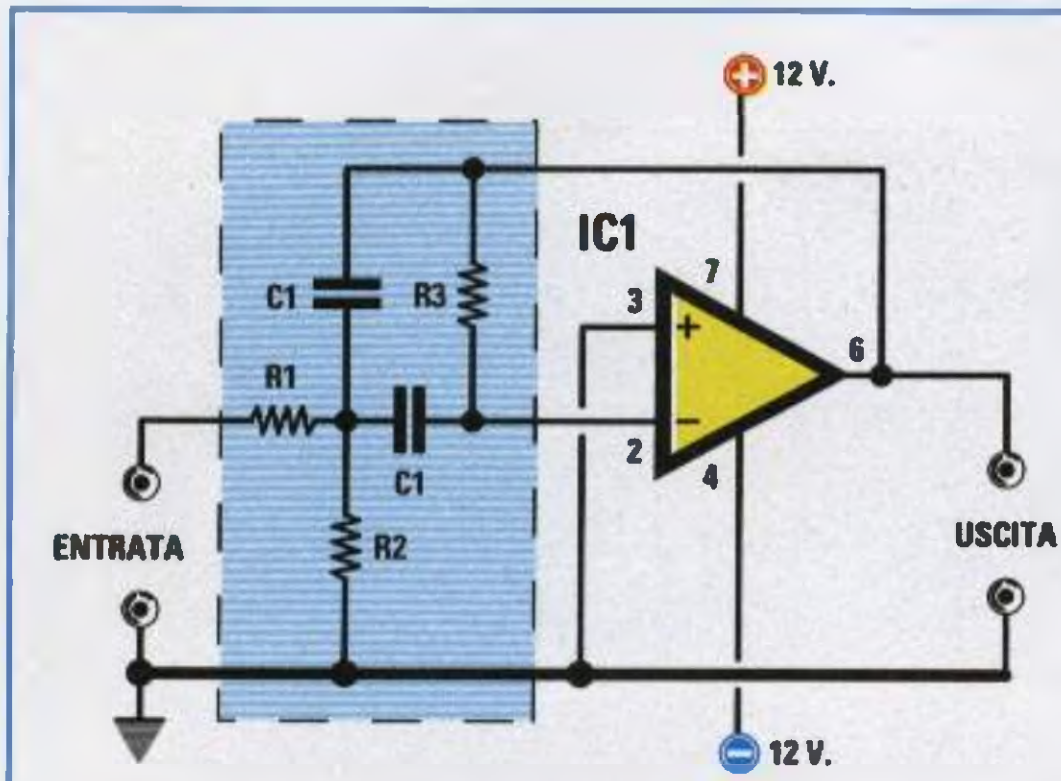 + 12 V.
IC1
7
C1
R3
3
+
6
R1
−
2
C1
4
ENTRATA
R2
USCITA
− 12 V.